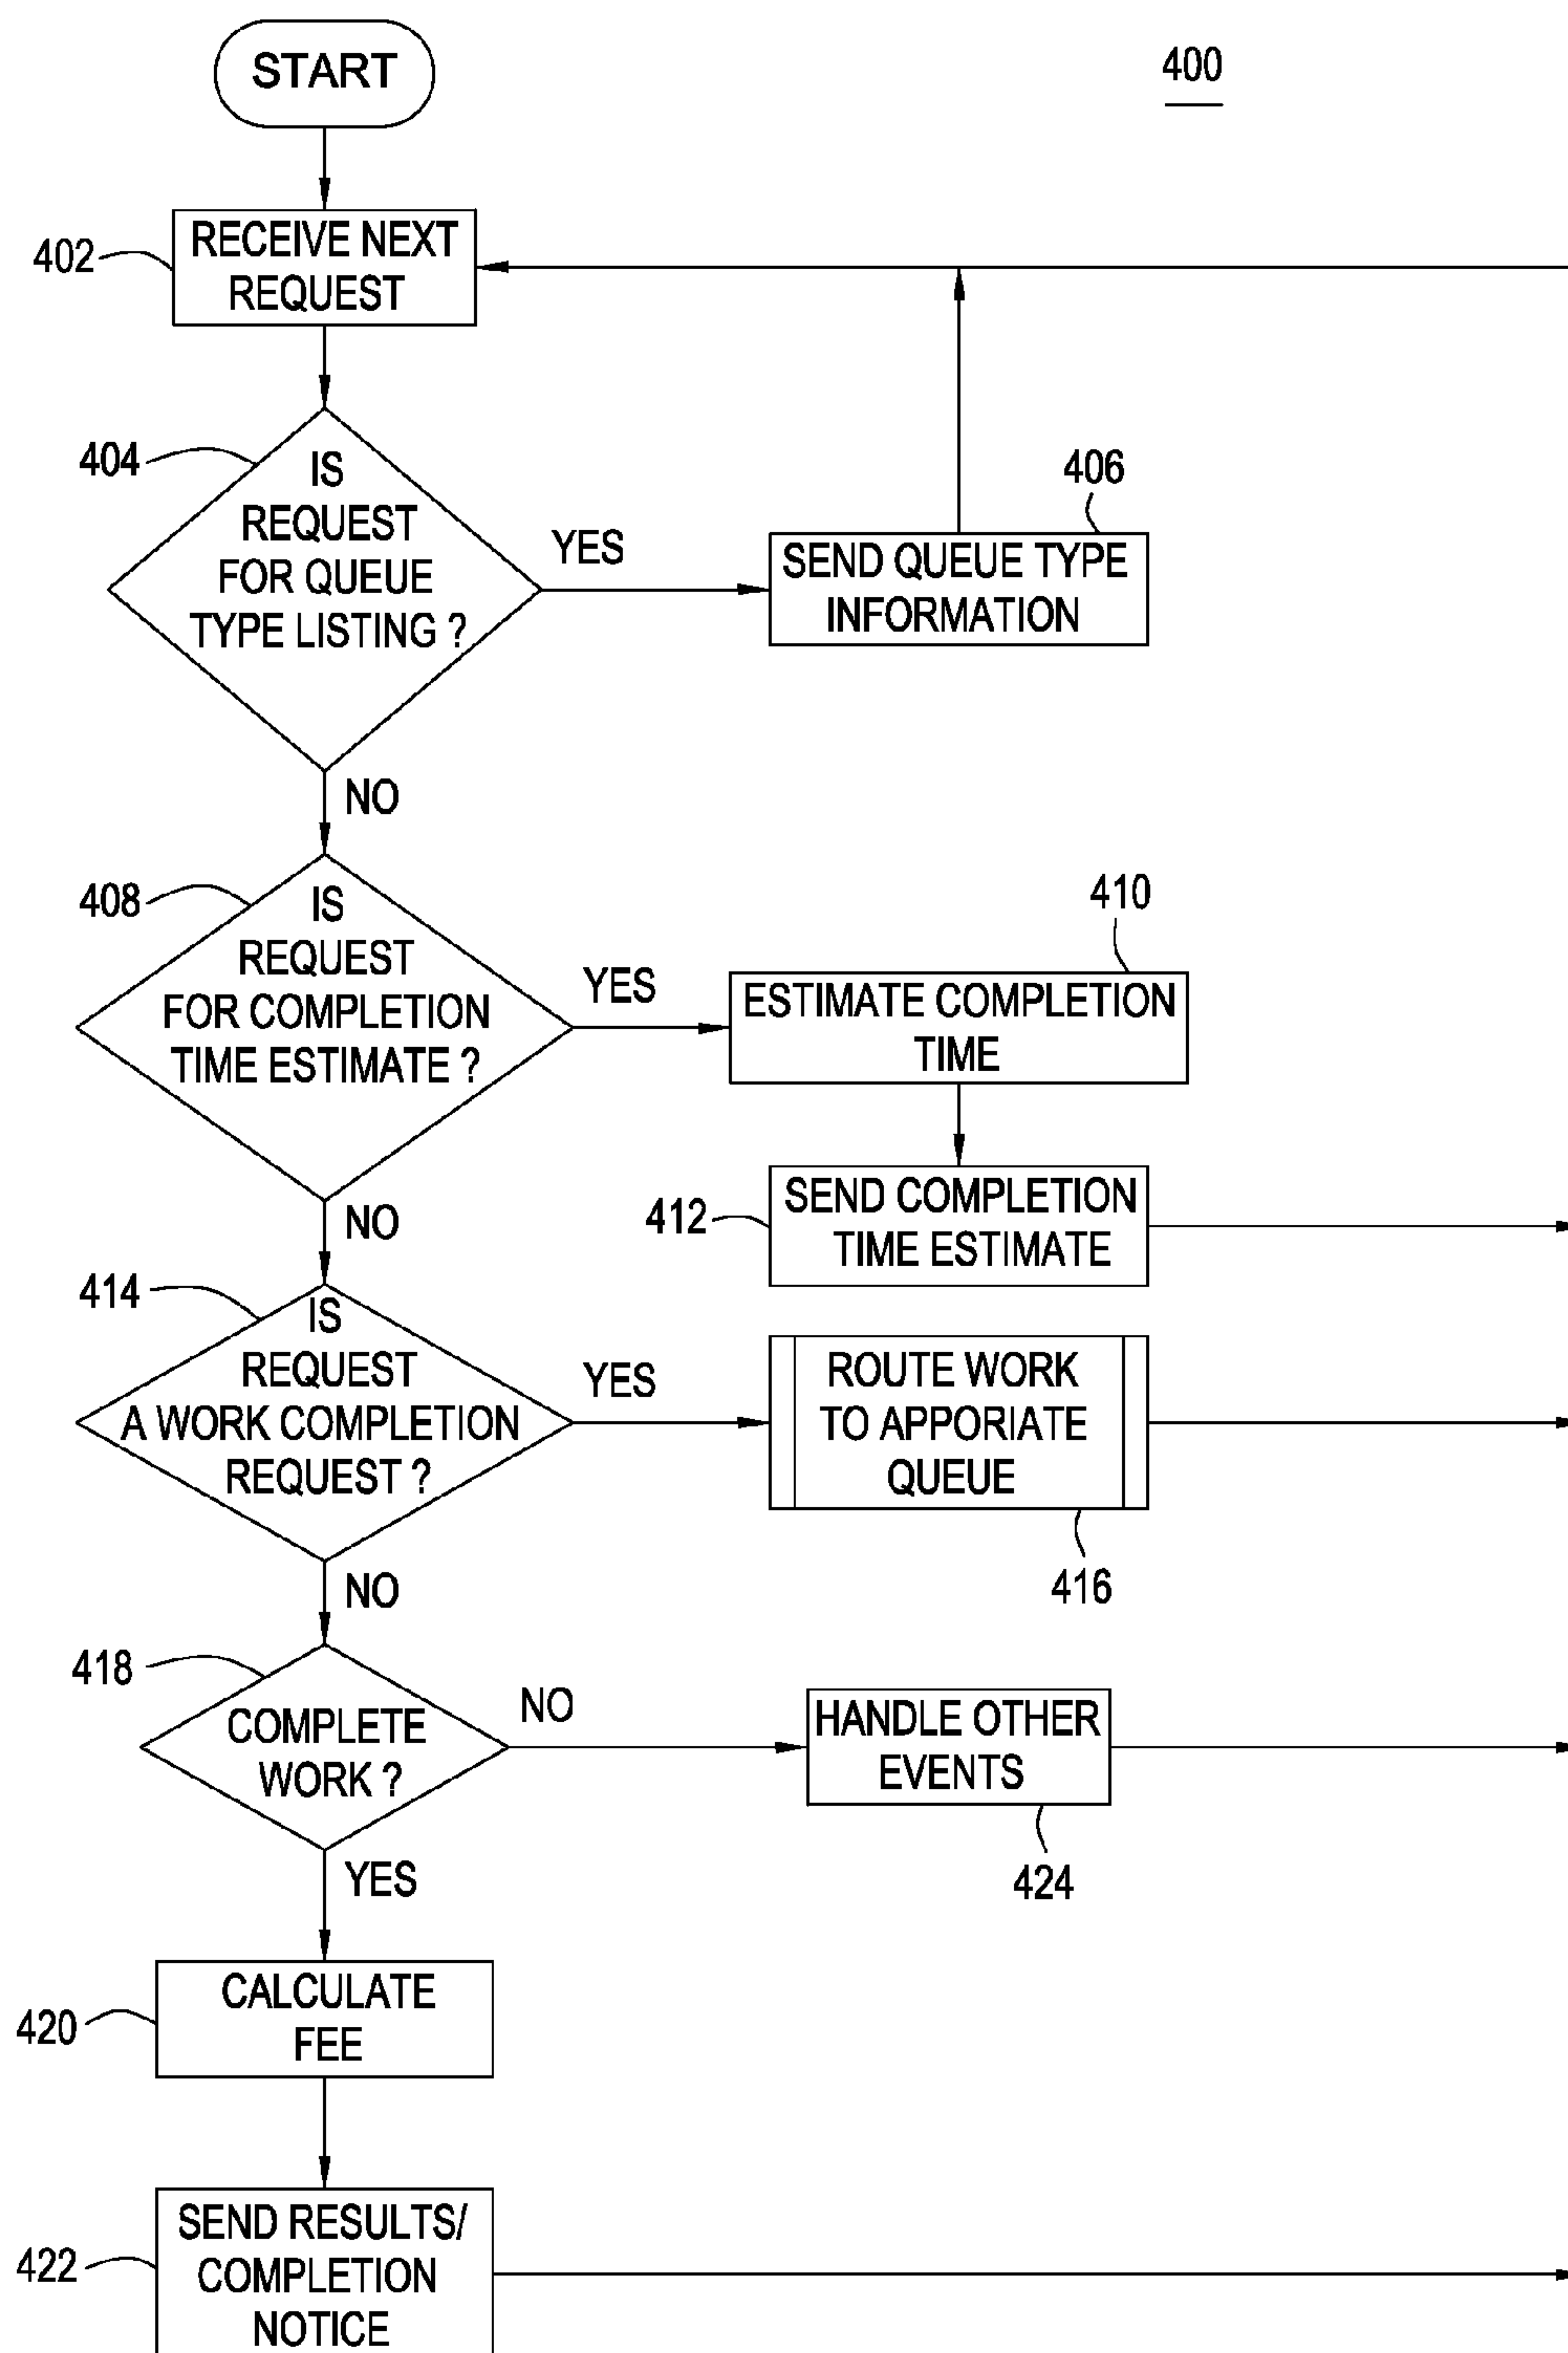 START
400
402
RECEIVE NEXT
REQUEST
404
IS
REQUEST
FOR QUEUE
TYPE LISTING ?
YES
406
SEND QUEUE TYPE
INFORMATION
NO
408
IS
REQUEST
FOR COMPLETION
TIME ESTIMATE ?
YES
410
ESTIMATE COMPLETION
TIME
412
SEND COMPLETION
TIME ESTIMATE
NO
414
IS
REQUEST
A WORK COMPLETION
REQUEST ?
YES
ROUTE WORK
TO APPORIATE
QUEUE
416
NO
418
COMPLETE
WORK ?
NO
HANDLE OTHER
EVENTS
424
YES
420
CALCULATE
FEE
422
SEND RESULTS/
COMPLETION
NOTICE